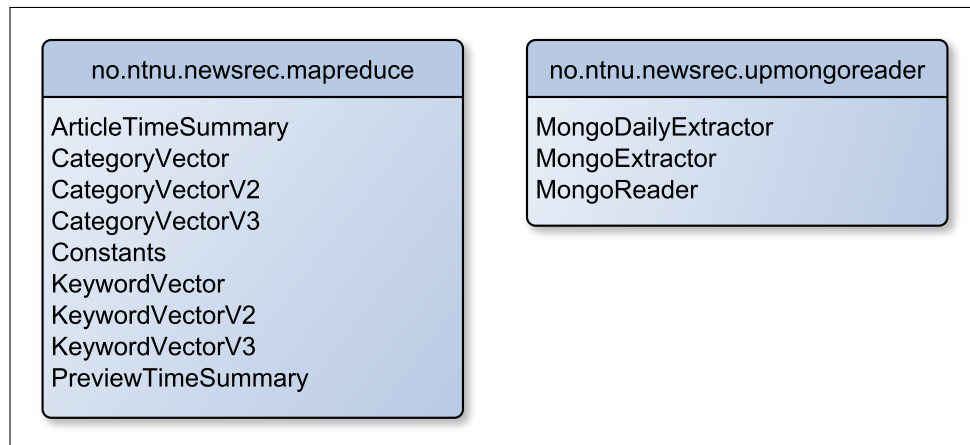 no.ntnu.newsrec.mapreduce
ArticleTimeSummary
CategoryVector
CategoryVectorV2
CategoryVectorV3
Constants
KeywordVector
KeywordVectorV2
KeywordVectorV3
PreviewTimeSummary
no.ntnu.newsrec.upmongoreader
MongoDailyExtractor
MongoExtractor
MongoReader